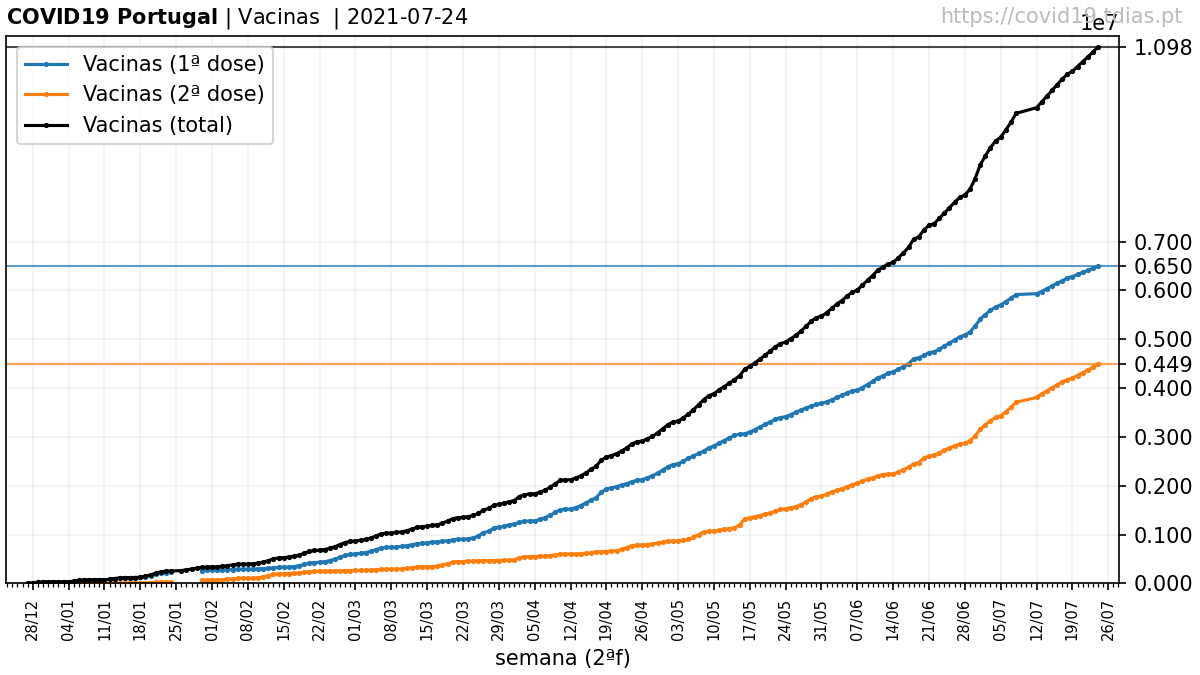 COVID19 Portugal | Vacinas | 2021-07-24
https://covid19.tdias.pt
1e7
Vacinas (1ª dose)
Vacinas (2ª dose)
Vacinas (total)
1.098
0.700
0.650
0.600
0.500
0.449
0.400
0.300
0.200
0.100
0.000
28/12 04/01 11/01 18/01 25/01 01/02 08/02 15/02 22/02 01/03 08/03 15/03 22/03 29/03 05/04 12/04 19/04 26/04 03/05 10/05 17/05 24/05 31/05 07/06 14/06 21/06 28/06 05/07 12/07 19/07 26/07
semana (2ªf)